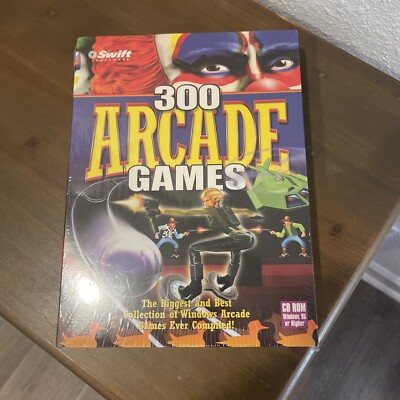 Swift
SOFTWARE
300
ARCADE
GAMES
The Biggest and Best
Collection of Windows Arcade
Games Ever Compiled!
CD ROM
Windows 95
or Higher